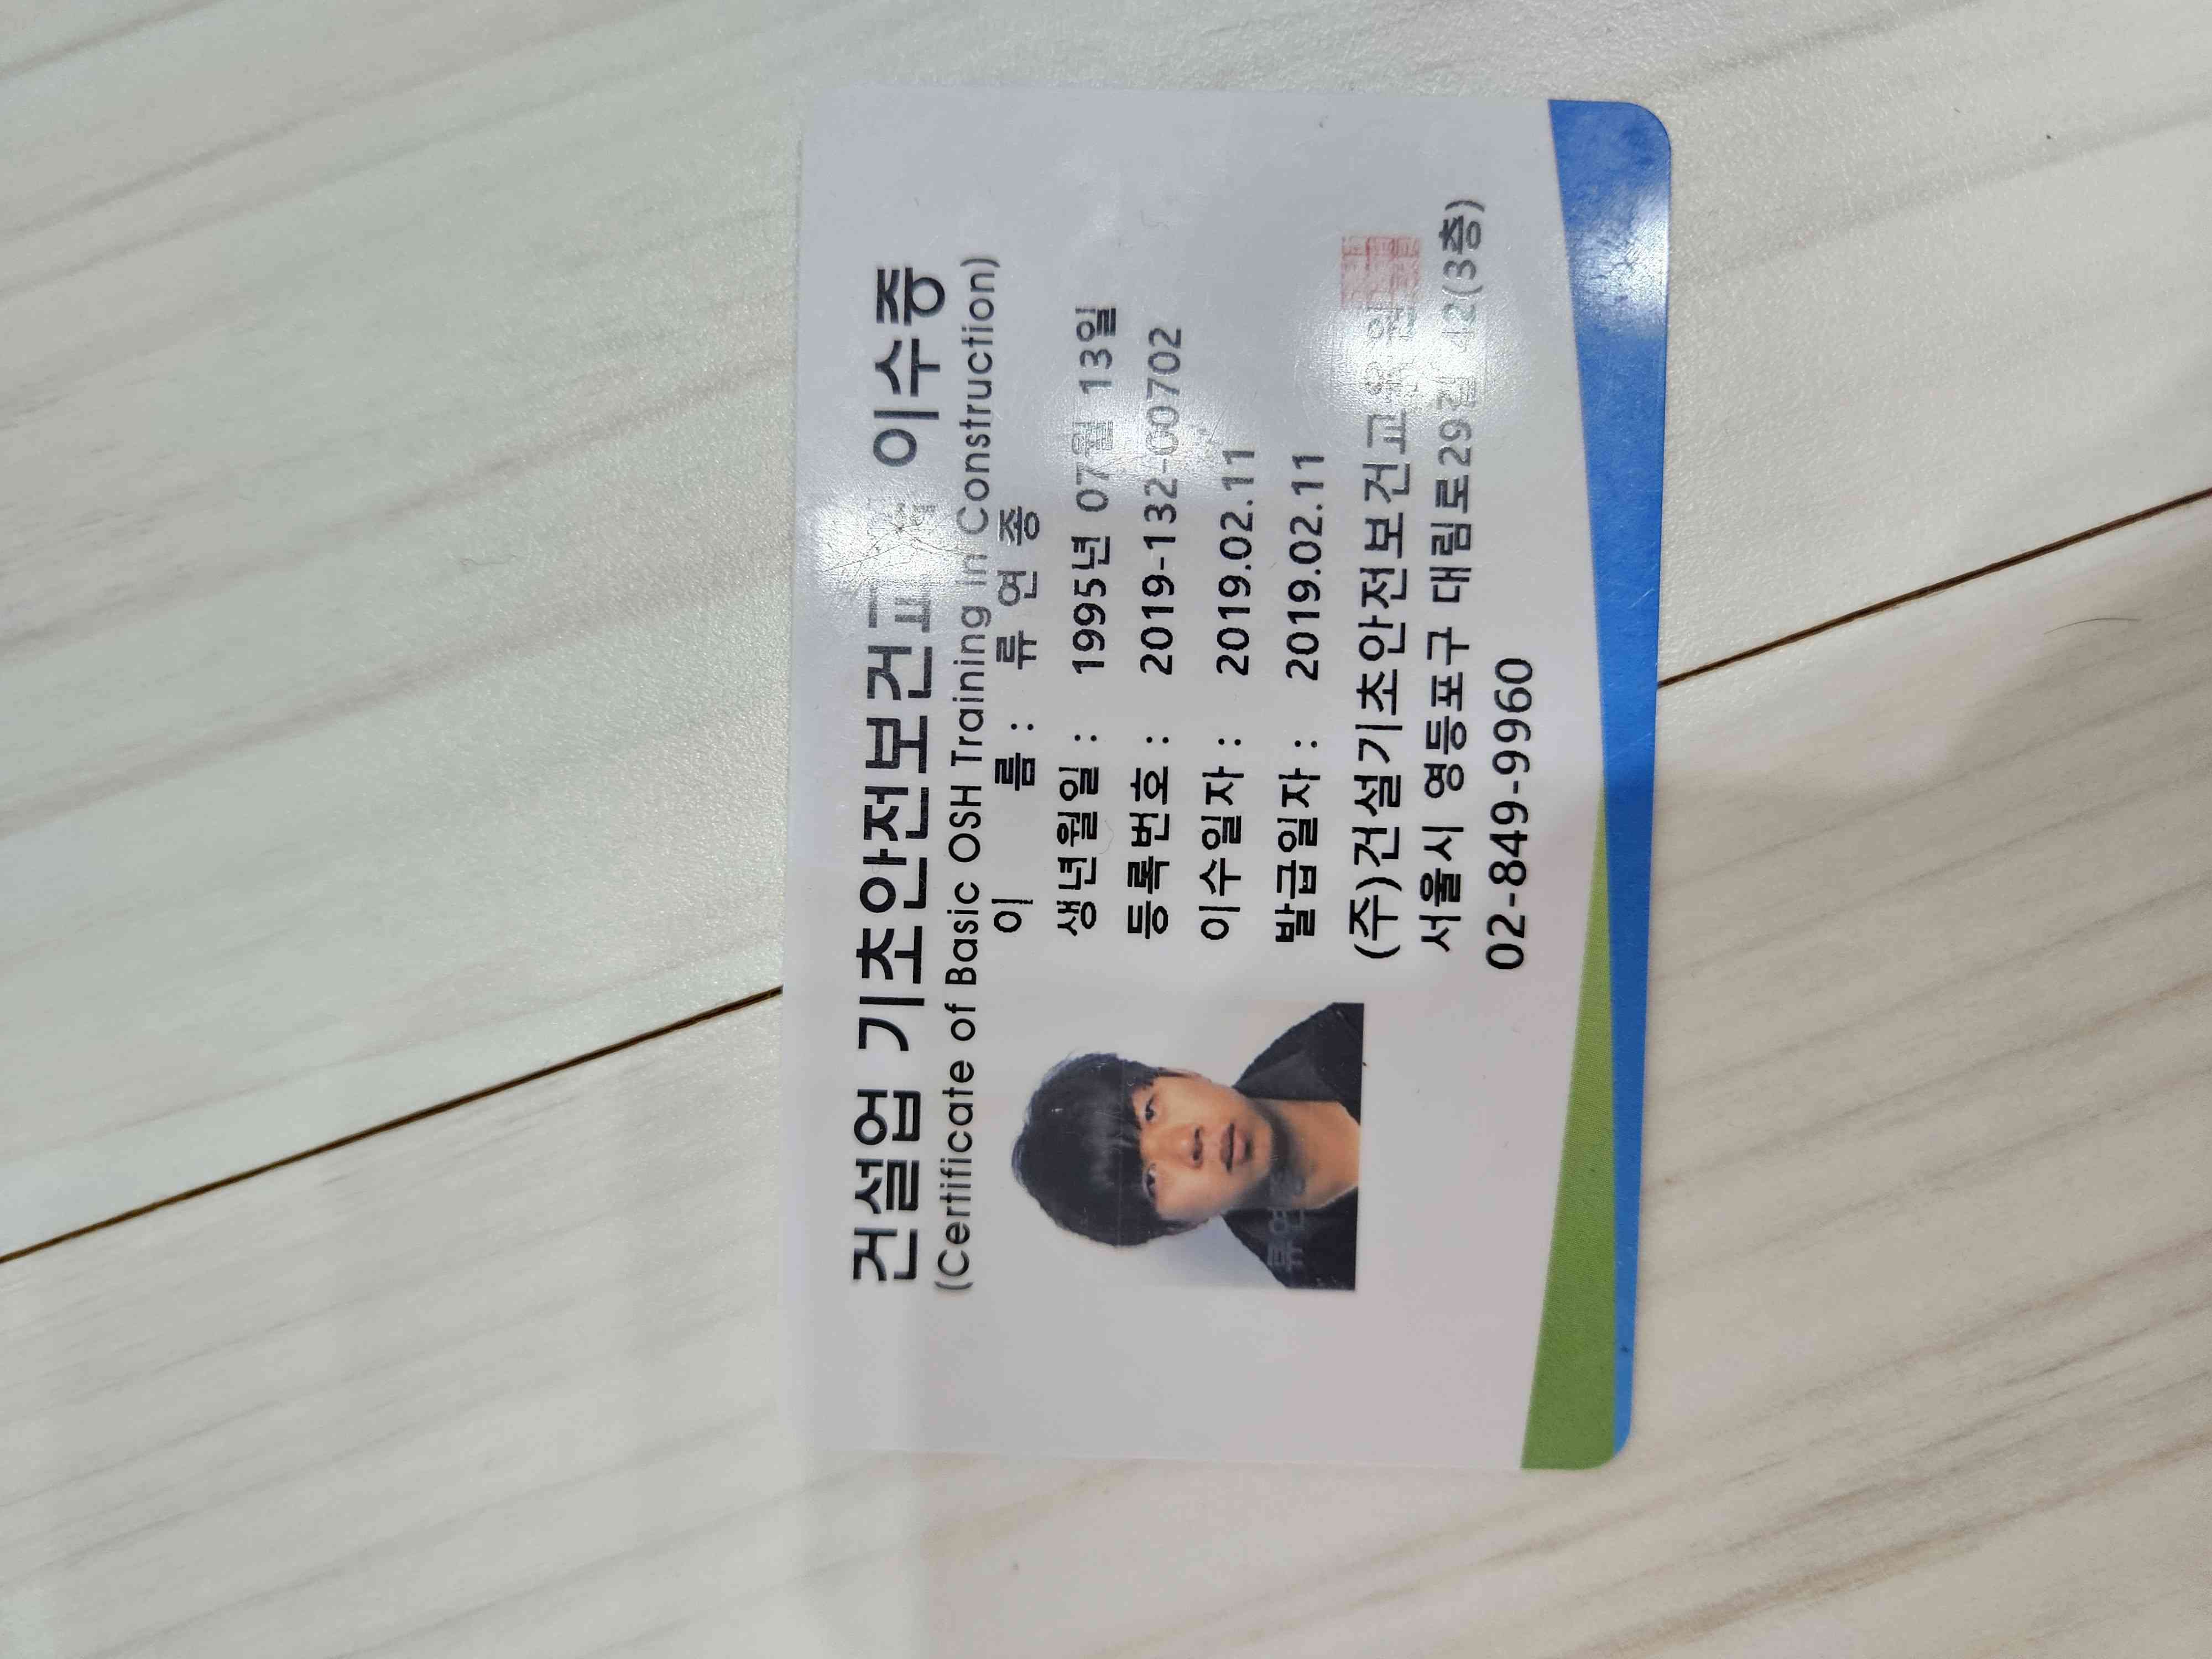 건설업 기초안전보건교육 이수증
(Certificate of Basic OSH Training in Construction)
이 름 : 류 연 종
생년월일 : 1995년 07월 13일
등록번호 : 2019-132-00702
이수일자 : 2019.02.11
발급일자 : 2019.02.11
(주)건설기초안전보건교육원
서울시 영등포구 대림로29길 42(3층)
02-849-9960
류연종